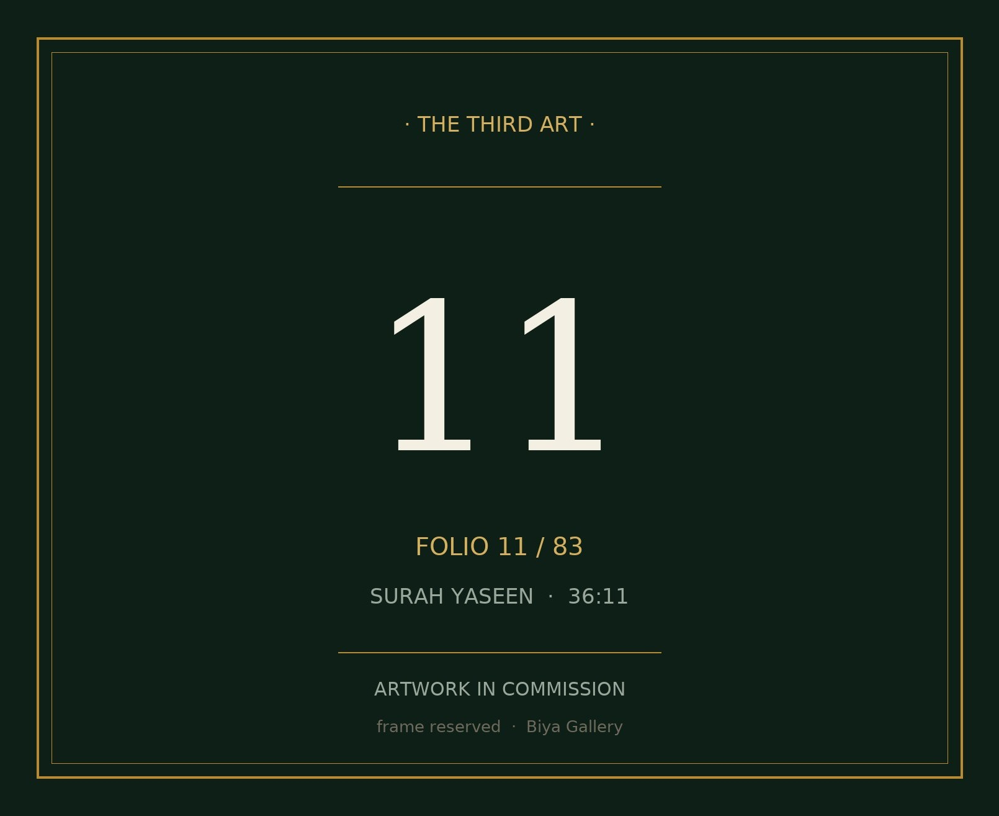 · THE THIRD ART ·
11
FOLIO 11 / 83
SURAH YASEEN · 36:11
ARTWORK IN COMMISSION
frame reserved · Biya Gallery